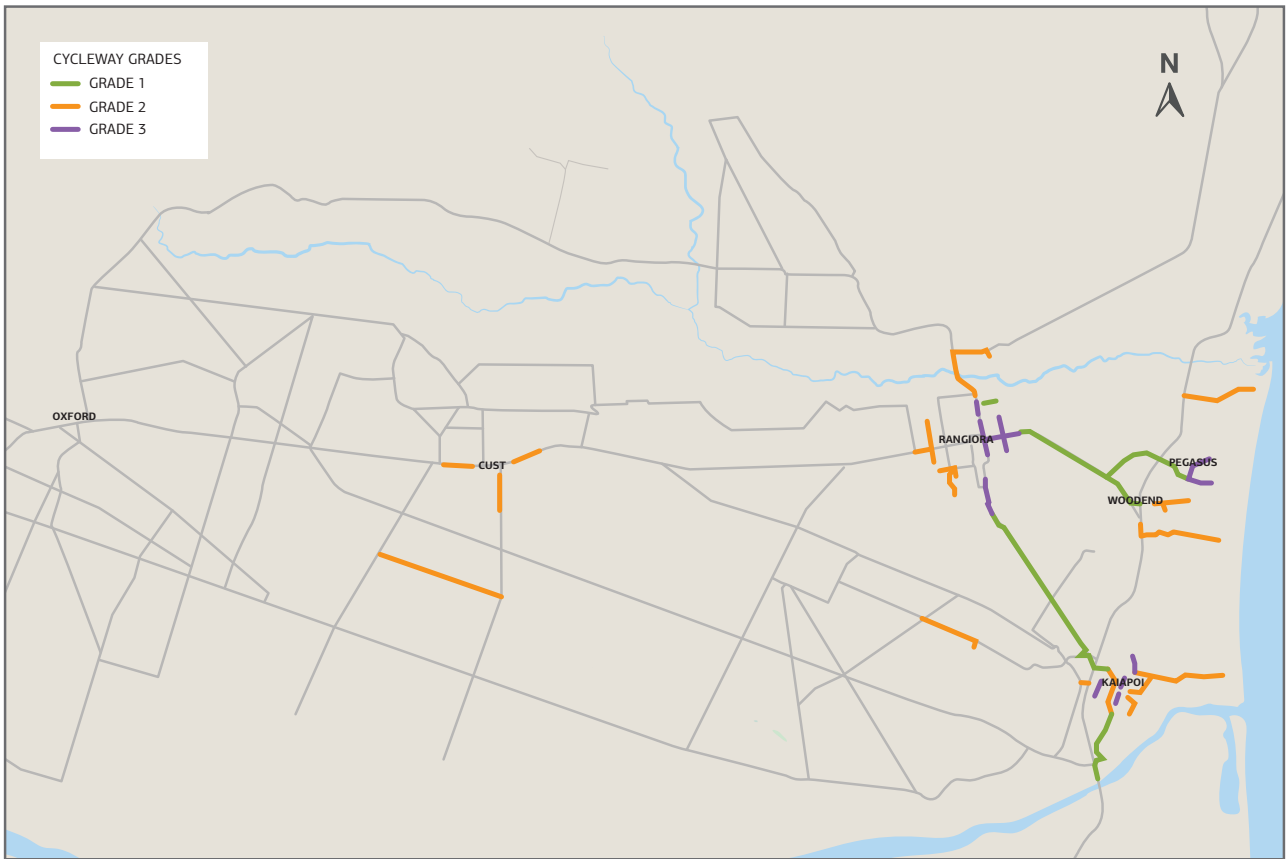 CYCLEWAY GRADES
GRADE 1
GRADE 2
GRADE 3
N
OXFORD
CUST
RANGIORA
PEGASUS
WOODEND
KAIAPOI